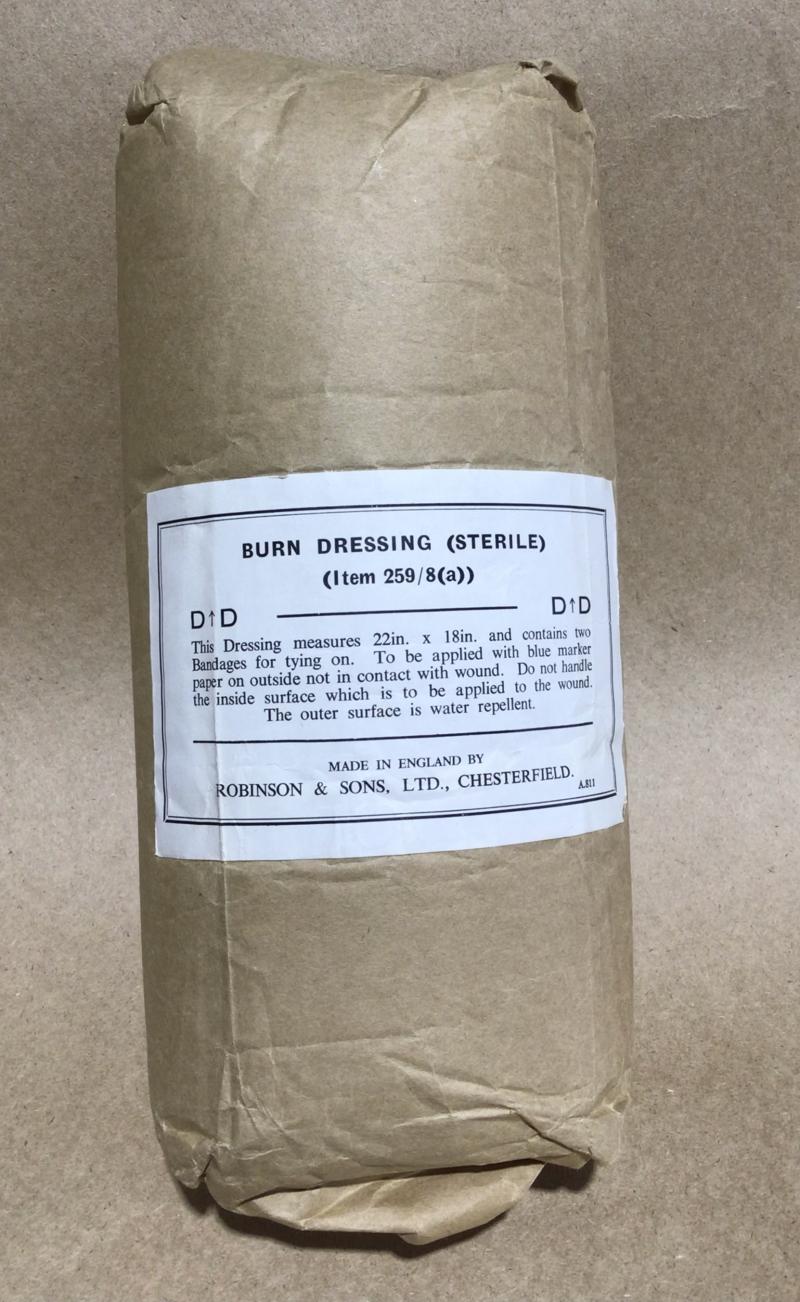 BURN DRESSING (STERILE)
(Item 259/8(a))
D↑D D↑D
This Dressing measures 22in. x 18in. and contains two
Bandages for tying on. To be applied with blue marker
paper on outside not in contact with wound. Do not handle
the inside surface which is to be applied to the wound.
The outer surface is water repellent.
MADE IN ENGLAND BY
ROBINSON & SONS, LTD., CHESTERFIELD.
A.811